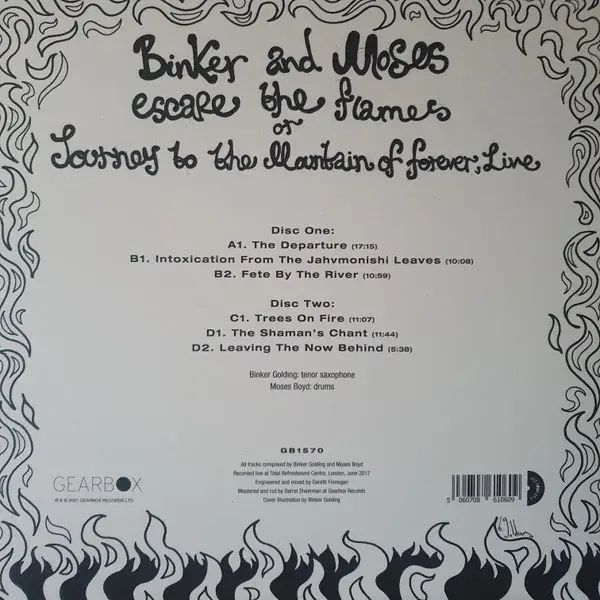 Binker and Moses
escape the flames
or
Journey to the Mountain of forever, Live
Disc One:
A1. The Departure (17:15)
B1. Intoxication From The Jahvmonishi Leaves (10:08)
B2. Fete By The River (10:59)
Disc Two:
C1. Trees On Fire (11:07)
D1. The Shaman's Chant (11:44)
D2. Leaving The Now Behind (5:38)
Binker Golding: tenor saxophone
Moses Boyd: drums
GB1570
All tracks composed by Binker Golding and Moses Boyd
Recorded live at Total Refreshment Centre, London, June 2017
Engineered and mixed by Gareth Finnegan
Mastered and cut by Darrel Sheinman at Gearbox Records
Cover illustration by Binker Golding
GEARBOX
℗ & © 2021 GEARBOX RECORDS LTD.
5 060708 610609